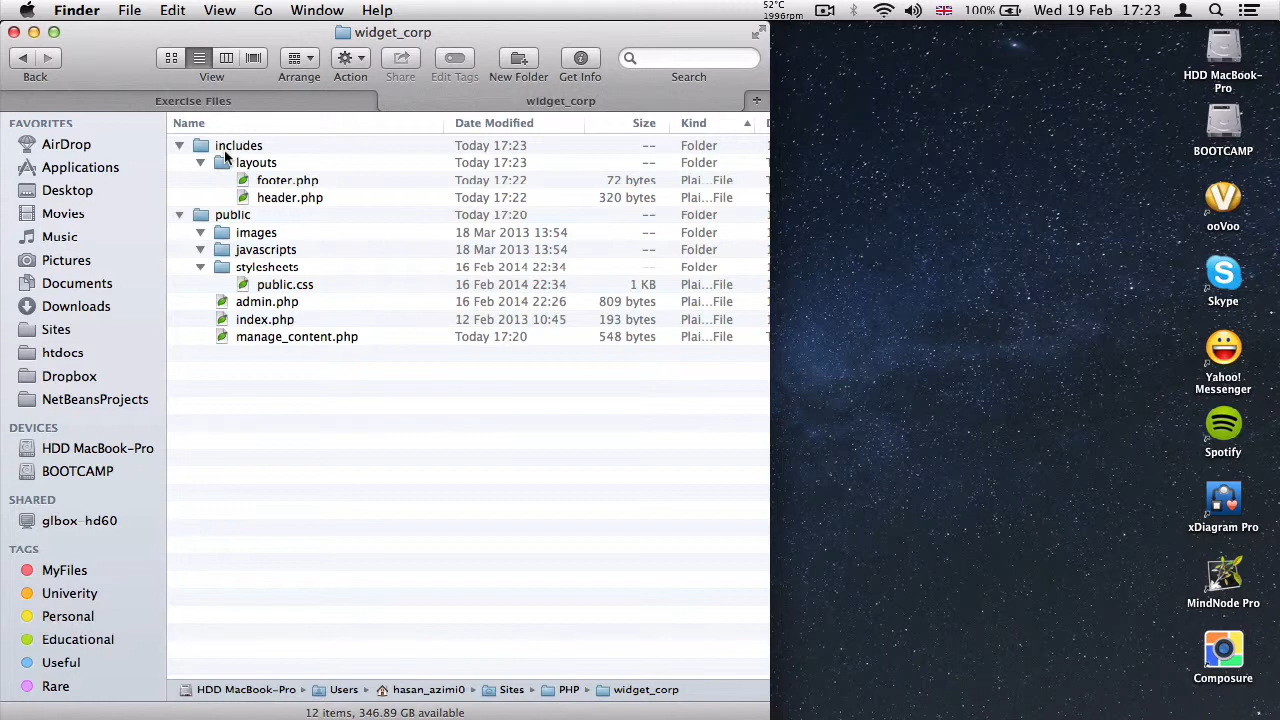 Finder File Edit View Go Window Help 52°C 1996rpm 100% Wed 19 Feb 17:23
widget_corp
Back View Arrange Action Share Edit Tags New Folder Get Info Search
Exercise Files widget_corp +
FAVORITES
AirDrop
Applications
Desktop
Movies
Music
Pictures
Documents
Downloads
Sites
htdocs
Dropbox
NetBeansProjects
DEVICES
HDD MacBook-Pro
BOOTCAMP
SHARED
glbox-hd60
TAGS
MyFiles
Univerity
Personal
Educational
Useful
Rare
Name Date Modified Size Kind
includes Today 17:23 -- Folder
layouts Today 17:23 -- Folder
footer.php Today 17:22 72 bytes Plai...File
header.php Today 17:22 320 bytes Plai...File
public Today 17:20 -- Folder
images 18 Mar 2013 13:54 -- Folder
javascripts 18 Mar 2013 13:54 -- Folder
stylesheets 16 Feb 2014 22:34 -- Folder
public.css 16 Feb 2014 22:34 1 KB Plai...File
admin.php 16 Feb 2014 22:26 809 bytes Plai...File
index.php 12 Feb 2013 10:45 193 bytes Plai...File
manage_content.php Today 17:20 548 bytes Plai...File
HDD MacBook-Pro Users hasan_azimi0 Sites PHP widget_corp
12 items, 346.89 GB available
HDD MacBook-
Pro
BOOTCAMP
ooVoo
Skype
Yahoo!
Messenger
Spotify
xDiagram Pro
MindNode Pro
Composure